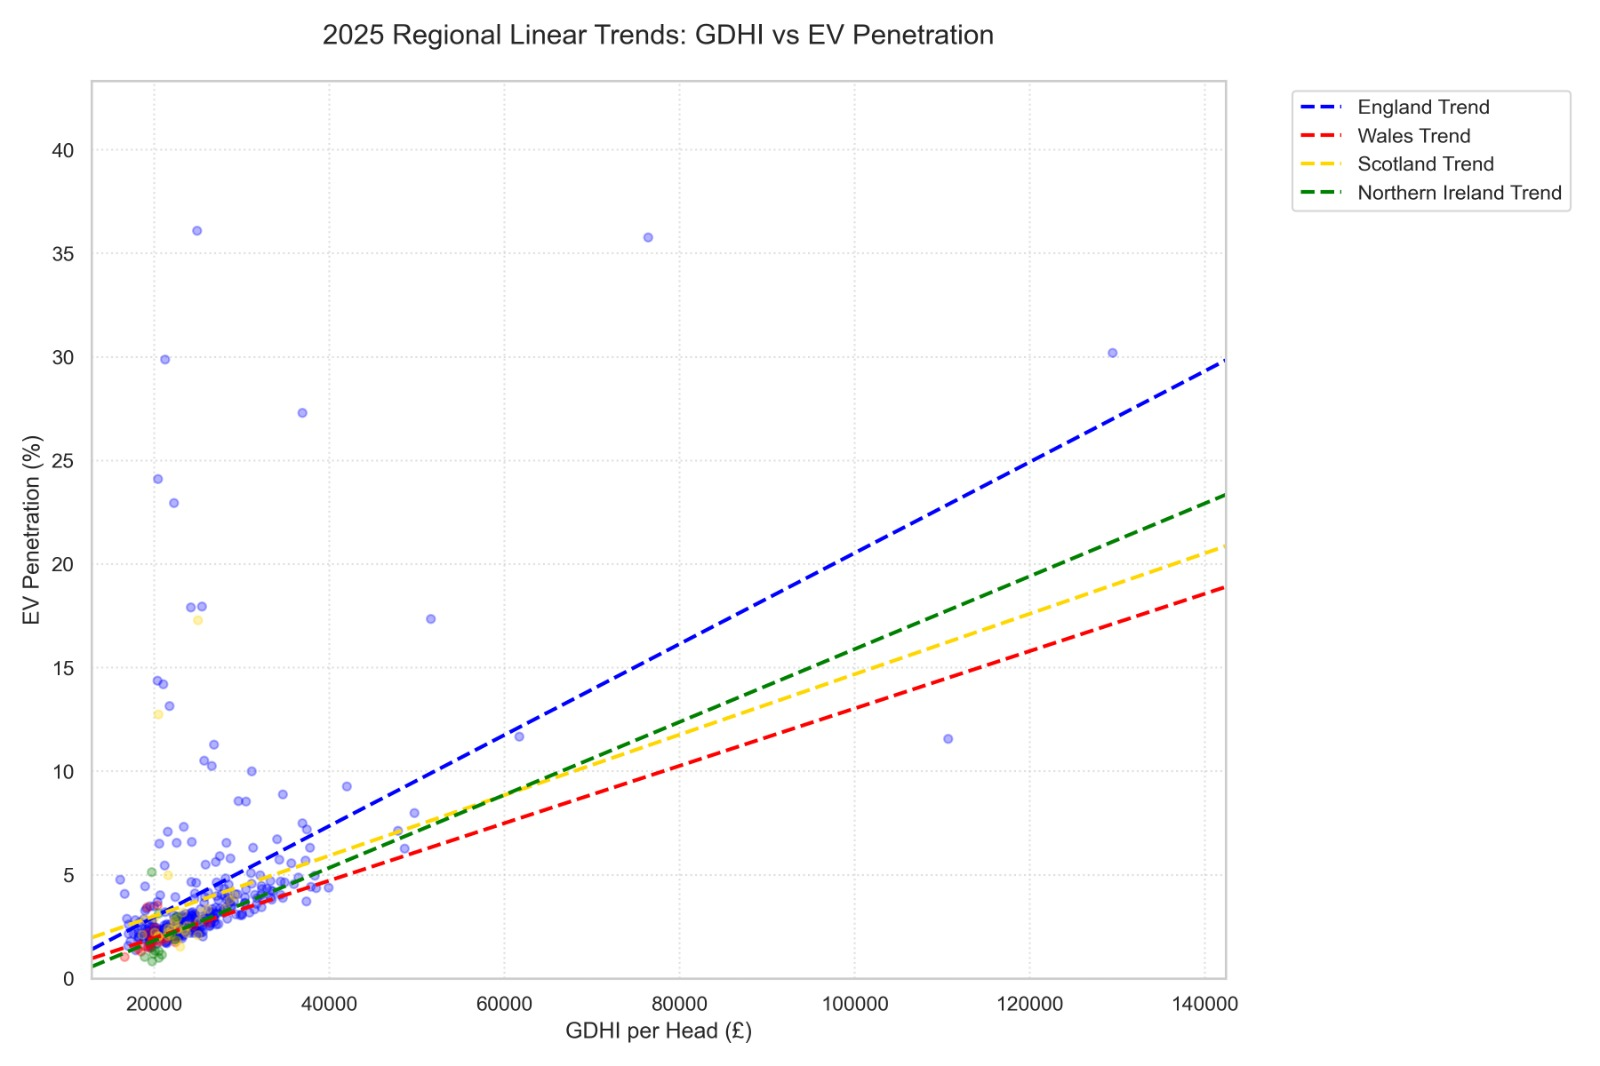 2025 Regional Linear Trends: GDHI vs EV Penetration
England Trend
Wales Trend
Scotland Trend
Northern Ireland Trend
EV Penetration (%)
40
35
30
25
20
15
10
5
0
20000 40000 60000 80000 100000 120000 140000
GDHI per Head (£)